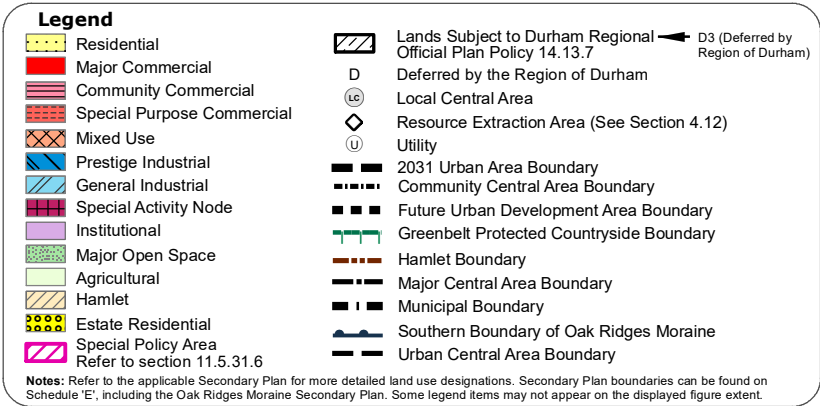 Legend
Residential
Major Commercial
Community Commercial
Special Purpose Commercial
Mixed Use
Prestige Industrial
General Industrial
Special Activity Node
Institutional
Major Open Space
Agricultural
Hamlet
Estate Residential
Special Policy Area
Refer to section 11.5.31.6
Lands Subject to Durham Regional
Official Plan Policy 14.13.7
D3 (Deferred by
Region of Durham)
D Deferred by the Region of Durham
LC Local Central Area
Resource Extraction Area (See Section 4.12)
U Utility
2031 Urban Area Boundary
Community Central Area Boundary
Future Urban Development Area Boundary
Greenbelt Protected Countryside Boundary
Hamlet Boundary
Major Central Area Boundary
Municipal Boundary
Southern Boundary of Oak Ridges Moraine
Urban Central Area Boundary
Notes: Refer to the applicable Secondary Plan for more detailed land use designations. Secondary Plan boundaries can be found on
Schedule 'E', including the Oak Ridges Moraine Secondary Plan. Some legend items may not appear on the displayed figure extent.